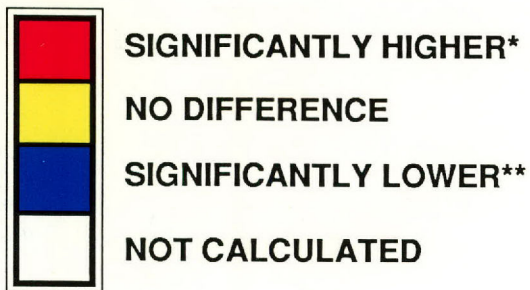 SIGNIFICANTLY HIGHER*
NO DIFFERENCE
SIGNIFICANTLY LOWER**
NOT CALCULATED